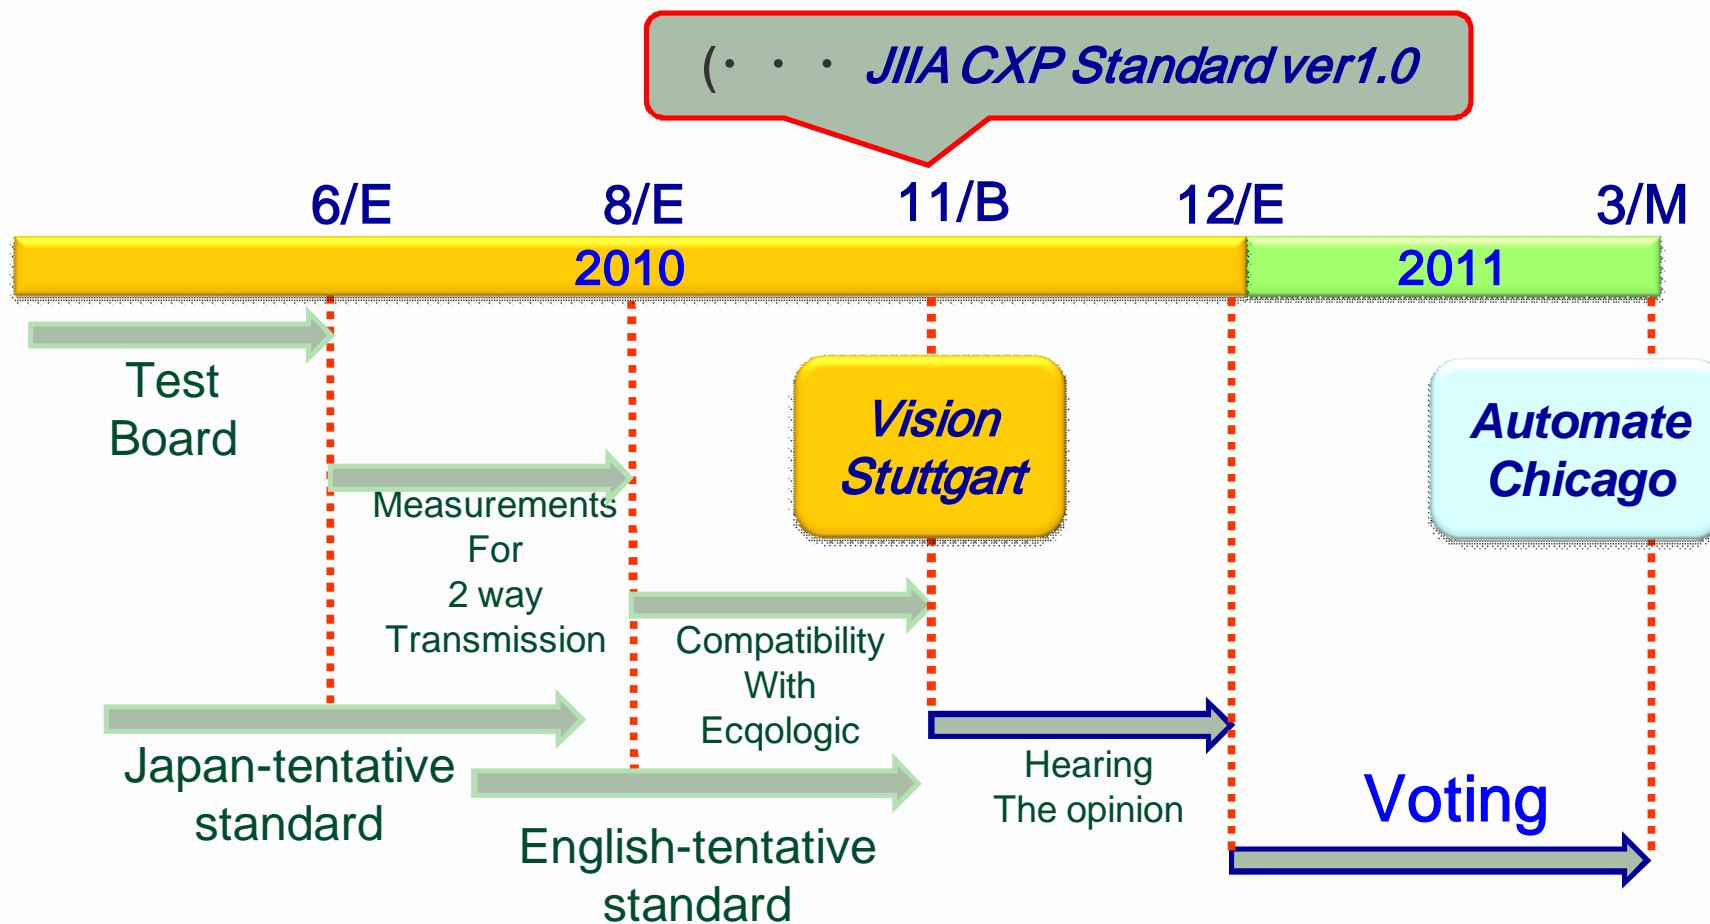 (・ ・ ・ JIIA CXP Standard ver1.0
6/E 8/E 11/B 12/E 3/M
2010 2011
Test
Board
Vision
Stuttgart
Automate
Chicago
Measurements
For
2 way
Transmission
Compatibility
With
Ecqologic
Japan-tentative
standard
Hearing
The opinion
Voting
English-tentative
standard